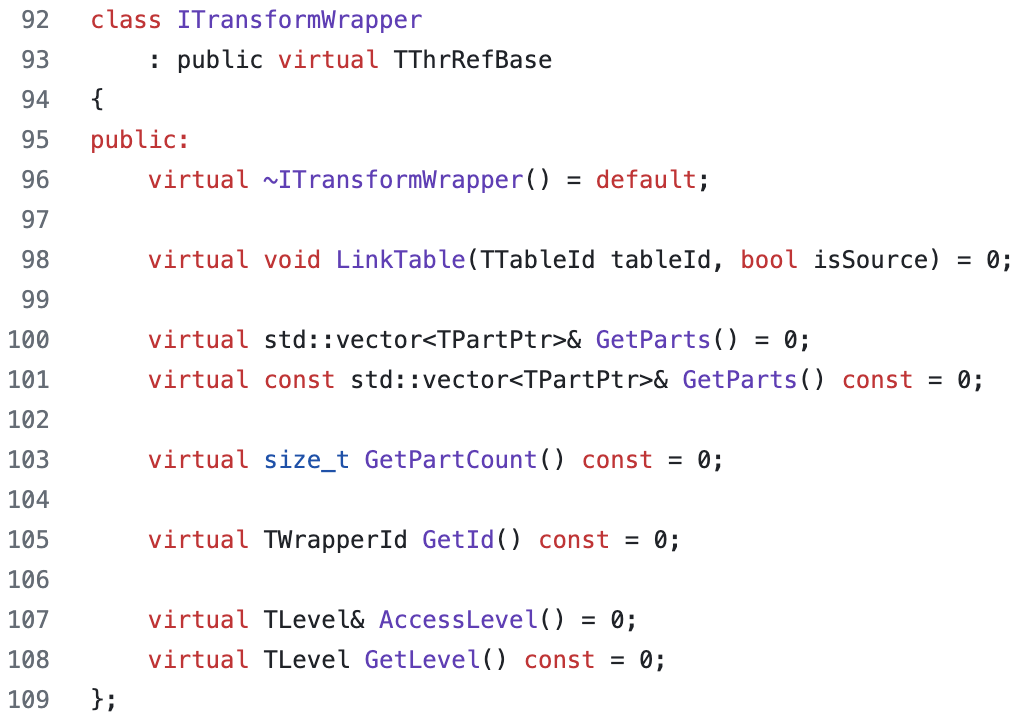 92 class ITransformWrapper
93     : public virtual TThrRefBase
94 {
95 public:
96     virtual ~ITransformWrapper() = default;
97
98     virtual void LinkTable(TTableId tableId, bool isSource) = 0;
99
100     virtual std::vector<TPartPtr>& GetParts() = 0;
101     virtual const std::vector<TPartPtr>& GetParts() const = 0;
102
103     virtual size_t GetPartCount() const = 0;
104
105     virtual TWrapperId GetId() const = 0;
106
107     virtual TLevel& AccessLevel() = 0;
108     virtual TLevel GetLevel() const = 0;
109 };